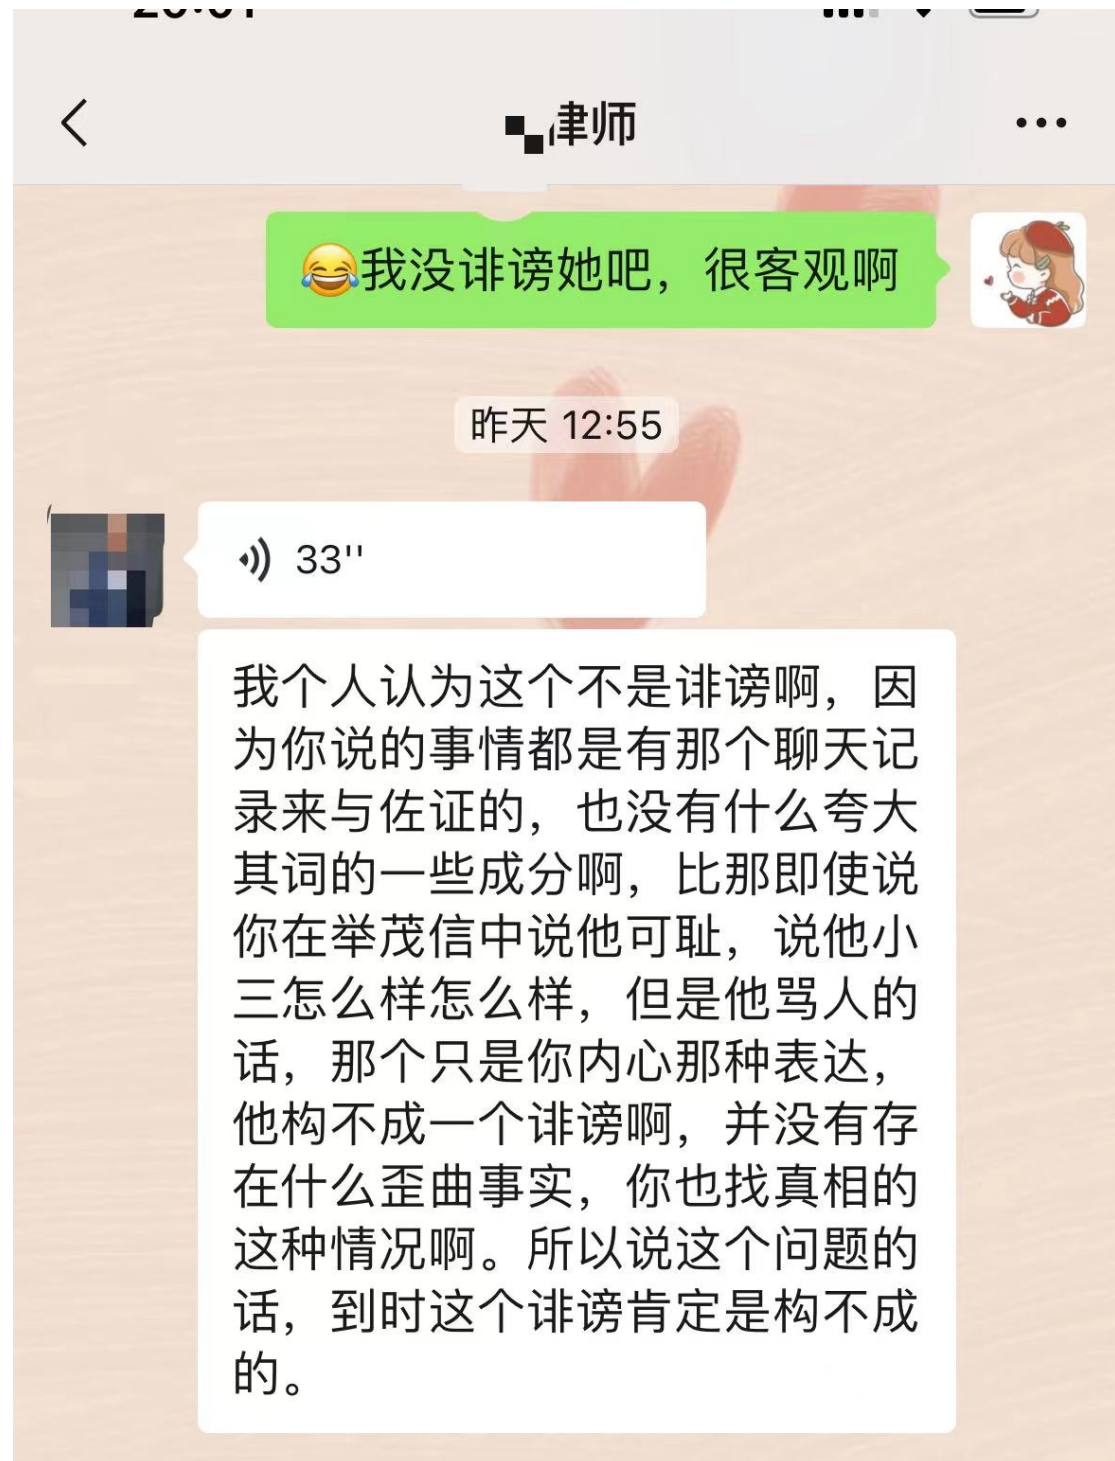 律师
😂我没诽谤她吧，很客观啊
昨天 12:55
33''
我个人认为这个不是诽谤啊，因
为你说的事情都是有那个聊天记
录来与佐证的，也没有什么夸大
其词的一些成分啊，比那即使说
你在举茂信中说他可耻，说他小
三怎么样怎么样，但是他骂人的
话，那个只是你内心那种表达，
他构不成一个诽谤啊，并没有存
在什么歪曲事实，你也找真相的
这种情况啊。所以说这个问题的
话，到时这个诽谤肯定是构不成
的。